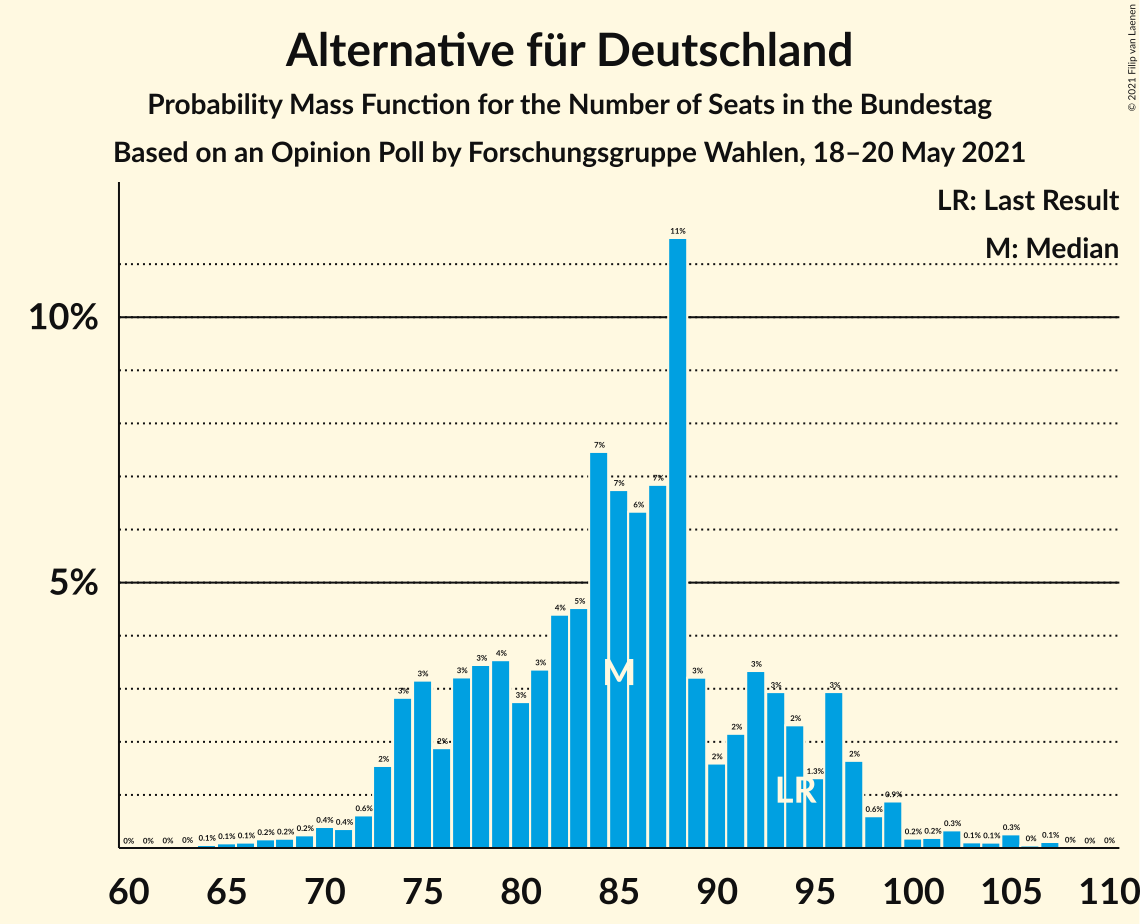 Alternative für Deutschland
Probability Mass Function for the Number of Seats in the Bundestag
Based on an Opinion Poll by Forschungsgruppe Wahlen, 18–20 May 2021
© 2021 Filip van Laenen
LR: Last Result
M: Median
10%
5%
0% 0% 0% 0% 0.1% 0.1% 0.1% 0.2% 0.2% 0.2% 0.4% 0.4% 0.6% 2% 3% 3% 2% 3% 3% 4% 3% 3% 4% 5% 7% 7% 6% 7% 11% 3% 2% 2% 3% 3% 2% 1.3% 3% 2% 0.6% 0.9% 0.2% 0.2% 0.3% 0.1% 0.1% 0.3% 0% 0.1% 0% 0% 0%
M
LR
60 65 70 75 80 85 90 95 100 105 110